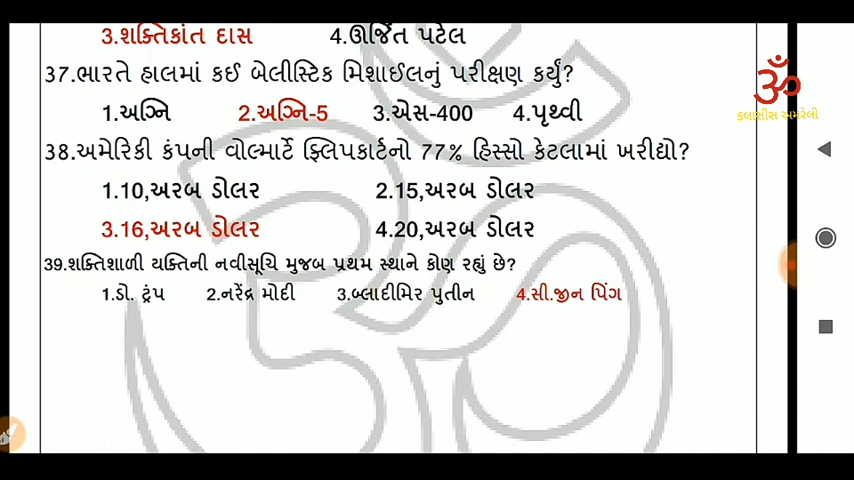 3.શક્તિકાંત દાસ 4.ઊર્જિત પટેલ
37.ભારતે હાલમાં કઈ બેલીસ્ટિક મિશાઈલનું પરીક્ષણ કર્યું?
1.અગ્નિ 2.અગ્નિ-5 3.એસ-400 4.પૃથ્વી
38.અમેરિકી કંપની વોલ્માર્ટે ફ્લિપકાર્ટનો 77% હિસ્સો કેટલામાં ખરીદ્યો?
1.10,અરબ ડોલર 2.15,અરબ ડોલર
3.16,અરબ ડોલર 4.20,અરબ ડોલર
39.શક્તિશાળી યક્તિની નવીસૂચિ મુજબ પ્રથમ સ્થાને કોણ રહ્યું છે?
1.ડો. ટ્રંપ 2.નરેંદ્ર મોદી 3.બ્લાદીમિર પુતીન 4.સી.જીન પિંગ
ૐ
કલાસીસ અમરેલી